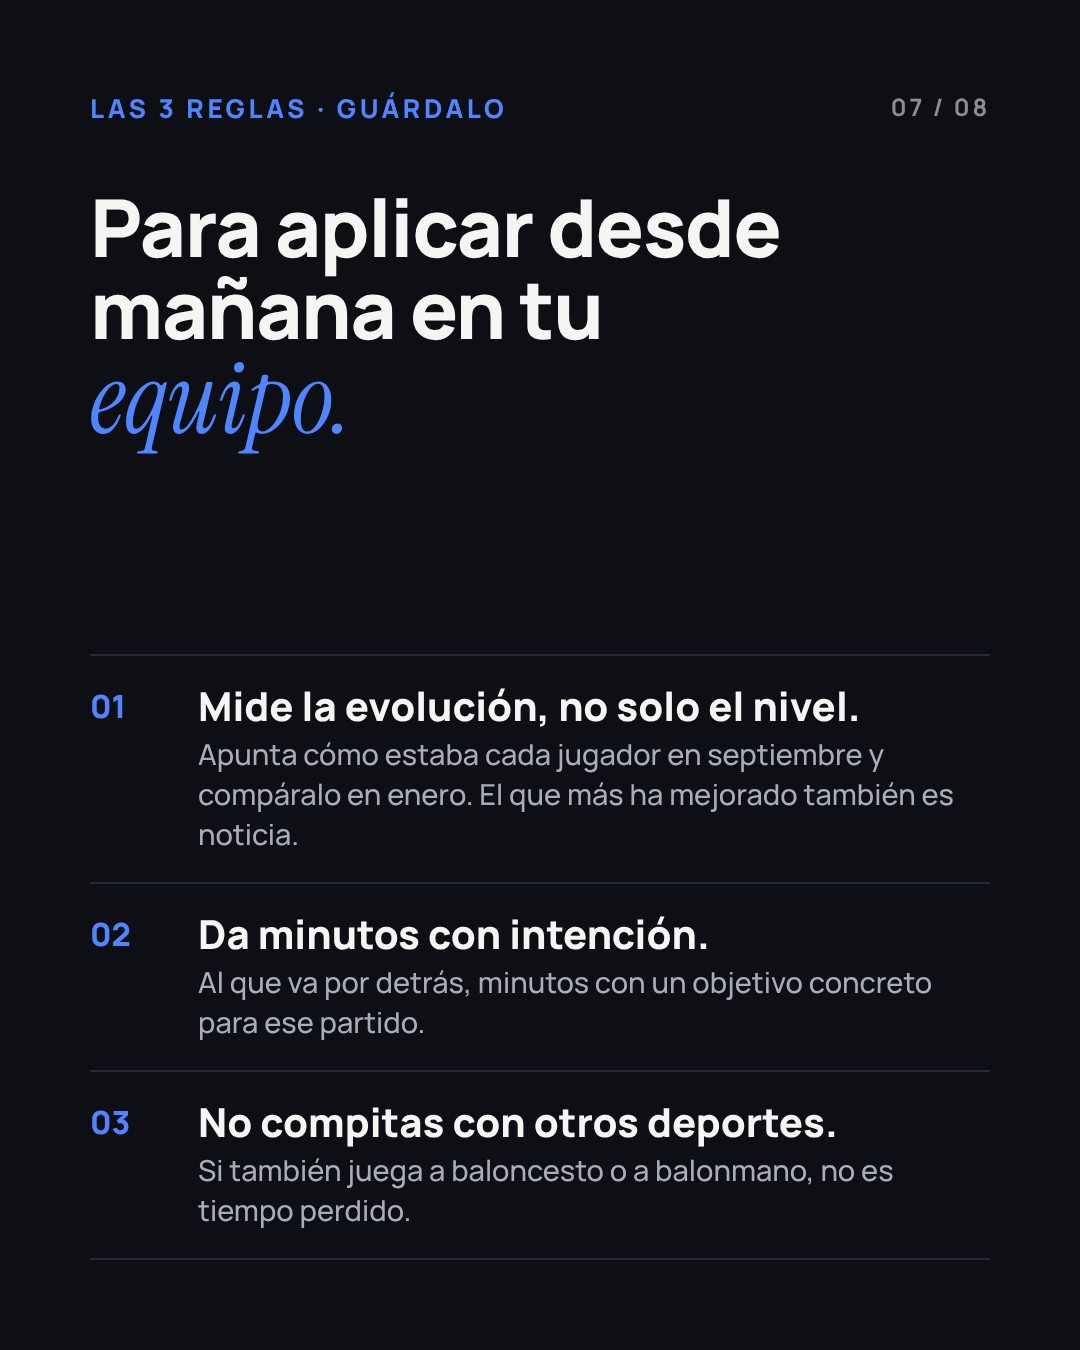 LAS 3 REGLAS · GUÁRDALO
07 / 08
Para aplicar desde
mañana en tu
equipo.
01
Mide la evolución, no solo el nivel.
Apunta cómo estaba cada jugador en septiembre y
compáralo en enero. El que más ha mejorado también es
noticia.
02
Da minutos con intención.
Al que va por detrás, minutos con un objetivo concreto
para ese partido.
03
No compitas con otros deportes.
Si también juega a baloncesto o a balonmano, no es
tiempo perdido.